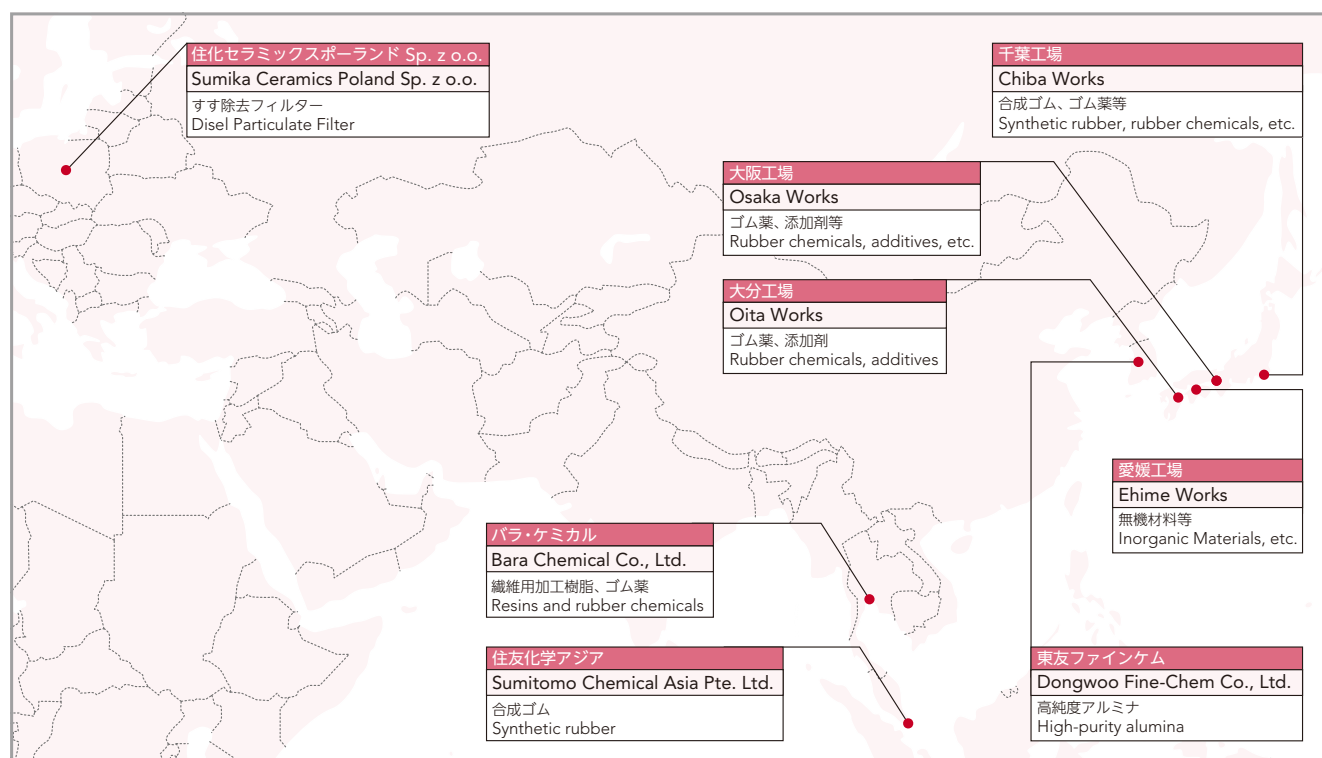 住化セラミックスポーランド Sp. z o.o.
Sumika Ceramics Poland Sp. z o.o.
すす除去フィルター
Disel Particulate Filter
千葉工場
Chiba Works
合成ゴム、ゴム薬等
Synthetic rubber, rubber chemicals, etc.
大阪工場
Osaka Works
ゴム薬、添加剤等
Rubber chemicals, additives, etc.
大分工場
Oita Works
ゴム薬、添加剤
Rubber chemicals, additives
愛媛工場
Ehime Works
無機材料等
Inorganic Materials, etc.
バラ・ケミカル
Bara Chemical Co., Ltd.
繊維用加工樹脂、ゴム薬
Resins and rubber chemicals
住友化学アジア
Sumitomo Chemical Asia Pte. Ltd.
合成ゴム
Synthetic rubber
東友ファインケム
Dongwoo Fine-Chem Co., Ltd.
高純度アルミナ
High-purity alumina